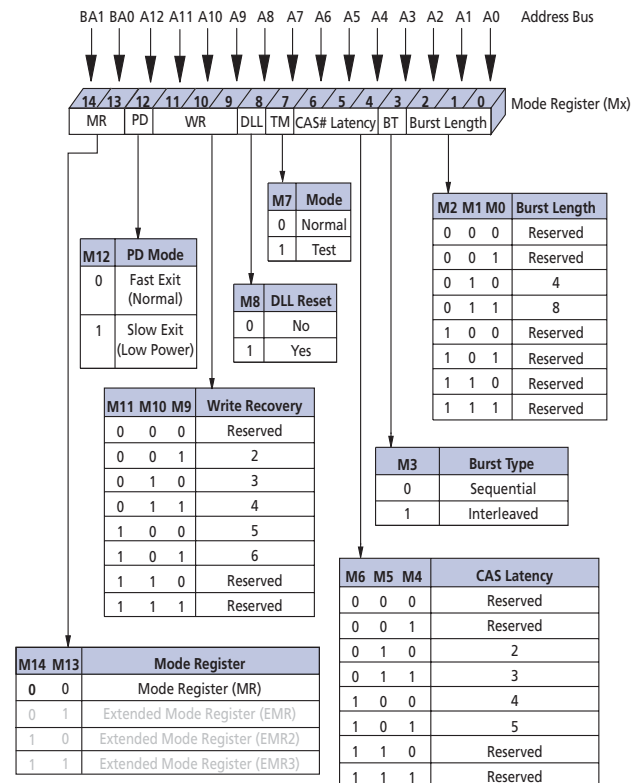 BA1 BA0 A12 A11 A10 A9 A8 A7 A6 A5 A4 A3 A2 A1 A0 Address Bus
14 13 12 11 10 9 8 7 6 5 4 3 2 1 0 Mode Register (Mx)
MR PD WR DLL TM CAS# Latency BT Burst Length
M7 Mode
0 Normal
1 Test
M2 M1 M0 Burst Length
0 0 0 Reserved
0 0 1 Reserved
0 1 0 4
0 1 1 8
1 0 0 Reserved
1 0 1 Reserved
1 1 0 Reserved
1 1 1 Reserved
M12 PD Mode
0 Fast Exit
(Normal)
1 Slow Exit
(Low Power)
M8 DLL Reset
0 No
1 Yes
M11 M10 M9 Write Recovery
0 0 0 Reserved
0 0 1 2
0 1 0 3
0 1 1 4
1 0 0 5
1 0 1 6
1 1 0 Reserved
1 1 1 Reserved
M3 Burst Type
0 Sequential
1 Interleaved
M6 M5 M4 CAS Latency
0 0 0 Reserved
0 0 1 Reserved
0 1 0 2
0 1 1 3
1 0 0 4
1 0 1 5
1 1 0 Reserved
1 1 1 Reserved
M14 M13 Mode Register
0 0 Mode Register (MR)
0 1 Extended Mode Register (EMR)
1 0 Extended Mode Register (EMR2)
1 1 Extended Mode Register (EMR3)